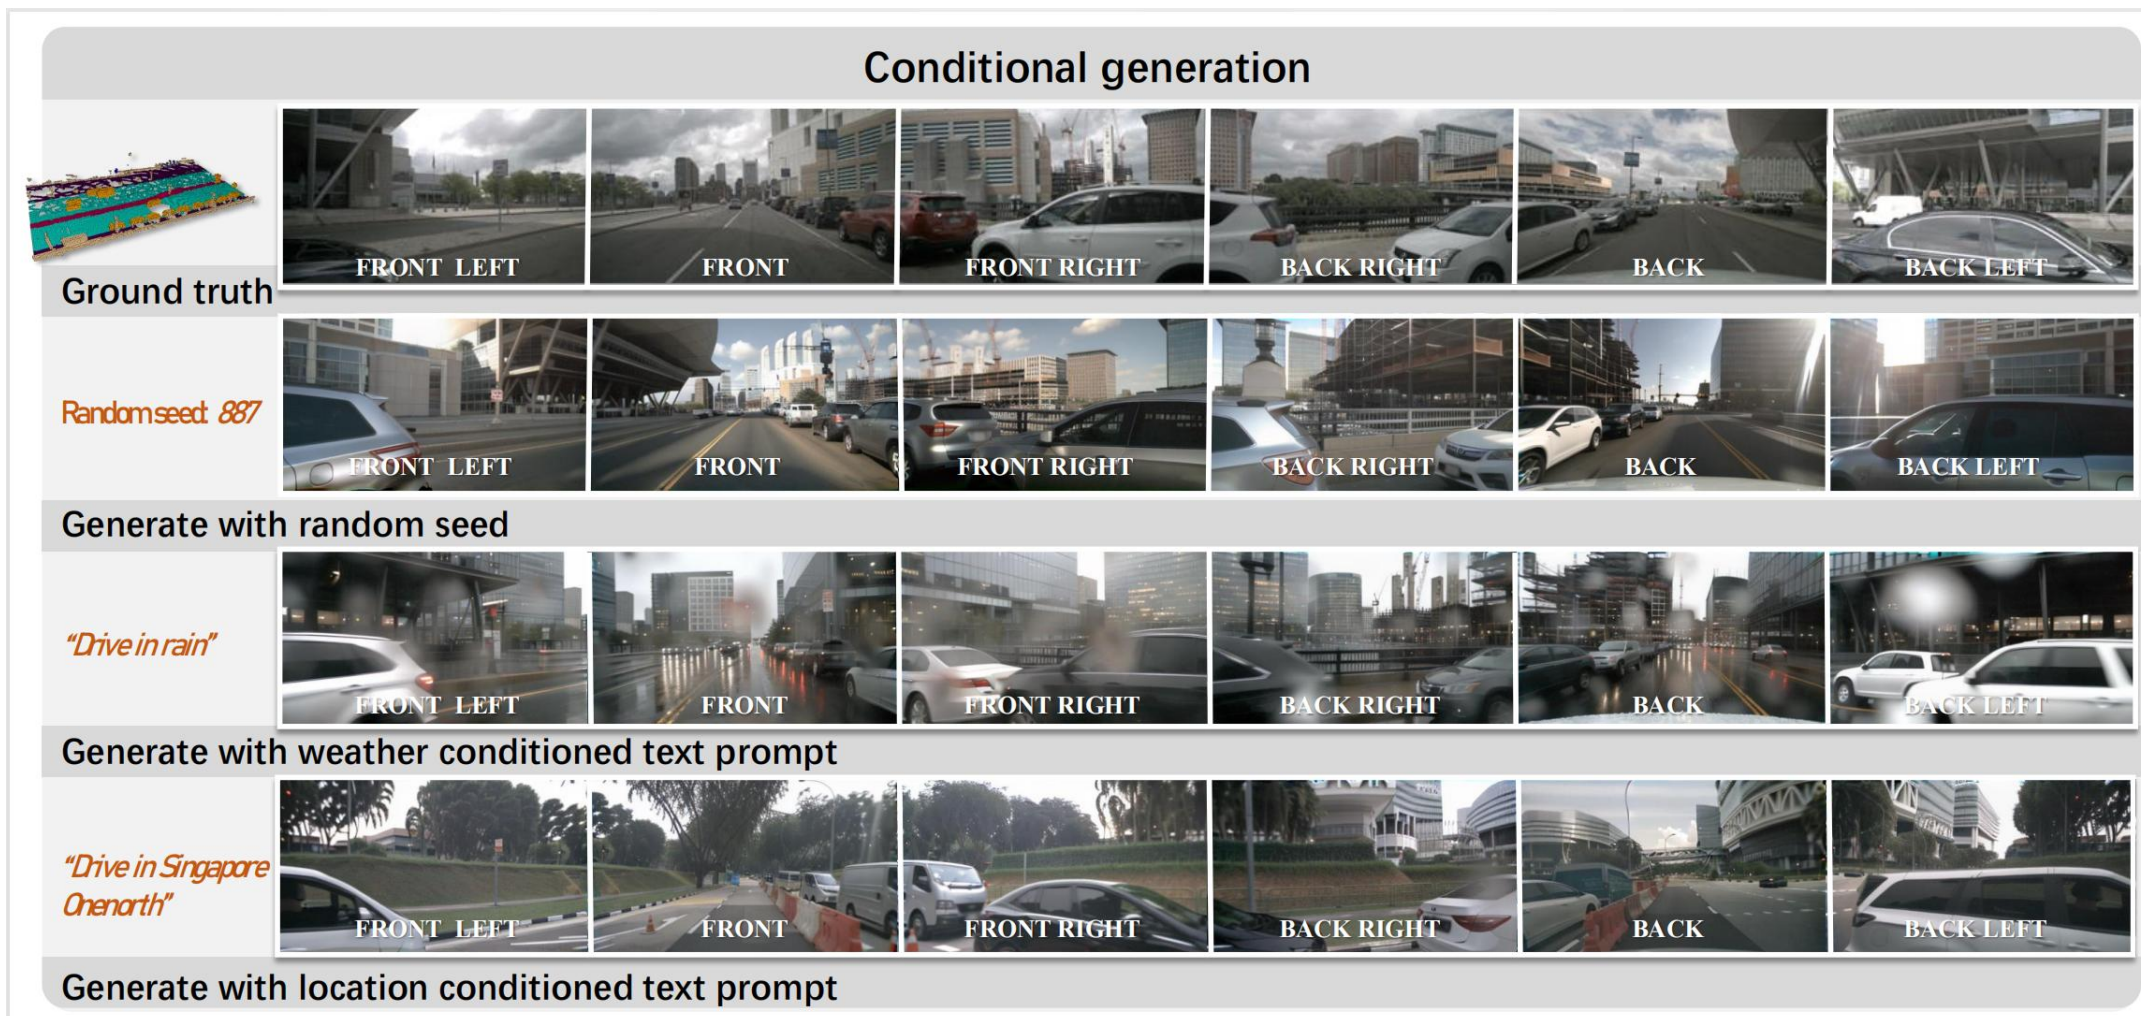 Conditional generation
FRONT LEFT
FRONT
FRONT RIGHT
BACK RIGHT
BACK
BACK LEFT
Ground truth
Random seed: 887
FRONT LEFT
FRONT
FRONT RIGHT
BACK RIGHT
BACK
BACK LEFT
Generate with random seed
“Drive in rain”
FRONT LEFT
FRONT
FRONT RIGHT
BACK RIGHT
BACK
BACK LEFT
Generate with weather conditioned text prompt
“Drive in Singapore
Onenorth”
FRONT LEFT
FRONT
FRONT RIGHT
BACK RIGHT
BACK
BACK LEFT
Generate with location conditioned text prompt